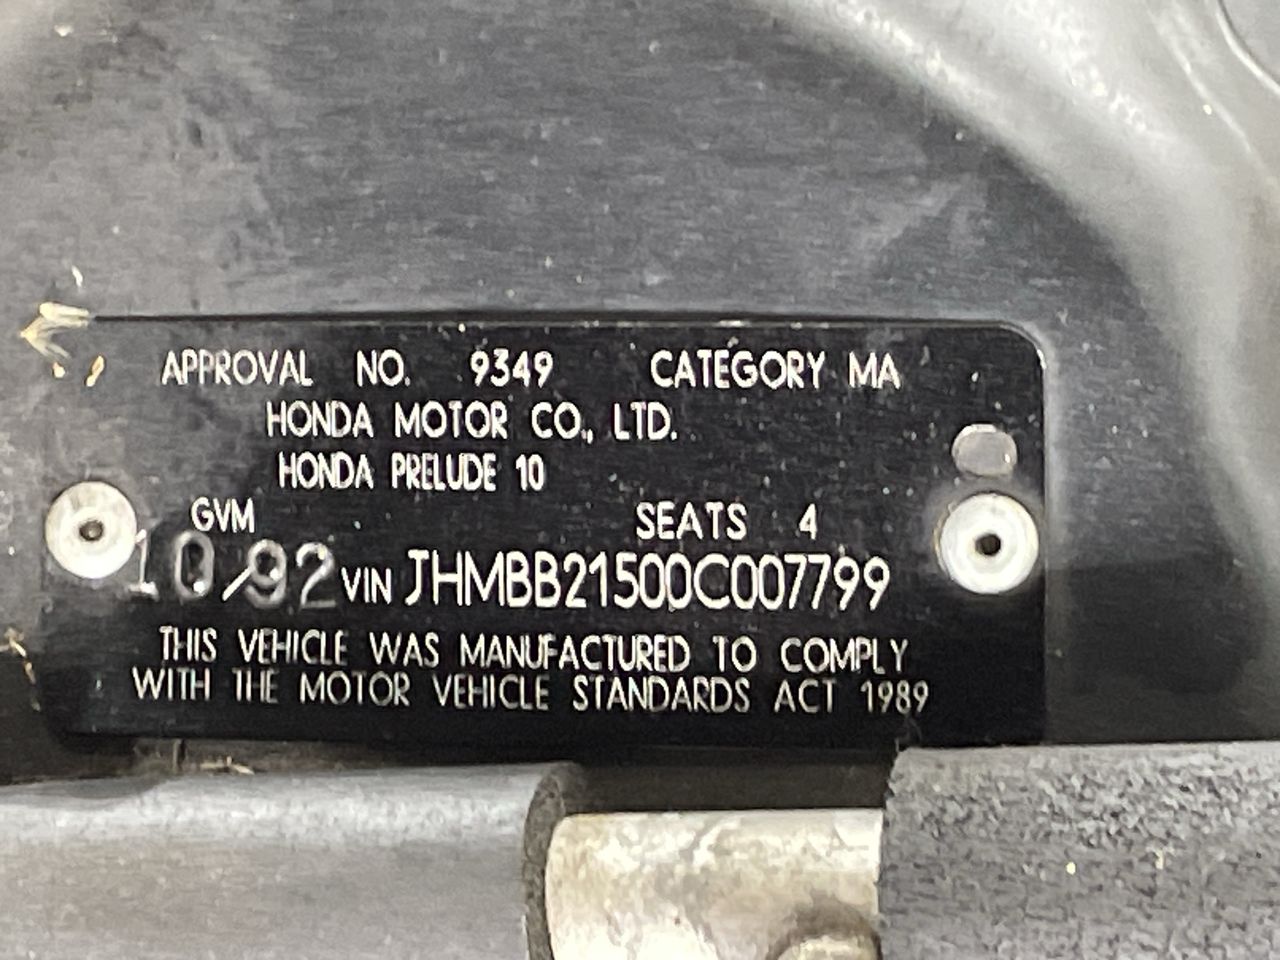 APPROVAL NO. 9349 CATEGORY MA
HONDA MOTOR CO., LTD.
HONDA PRELUDE 10
GVM SEATS 4
10/92 VIN JHMBB21500C007799
THIS VEHICLE WAS MANUFACTURED TO COMPLY
WITH THE MOTOR VEHICLE STANDARDS ACT 1989